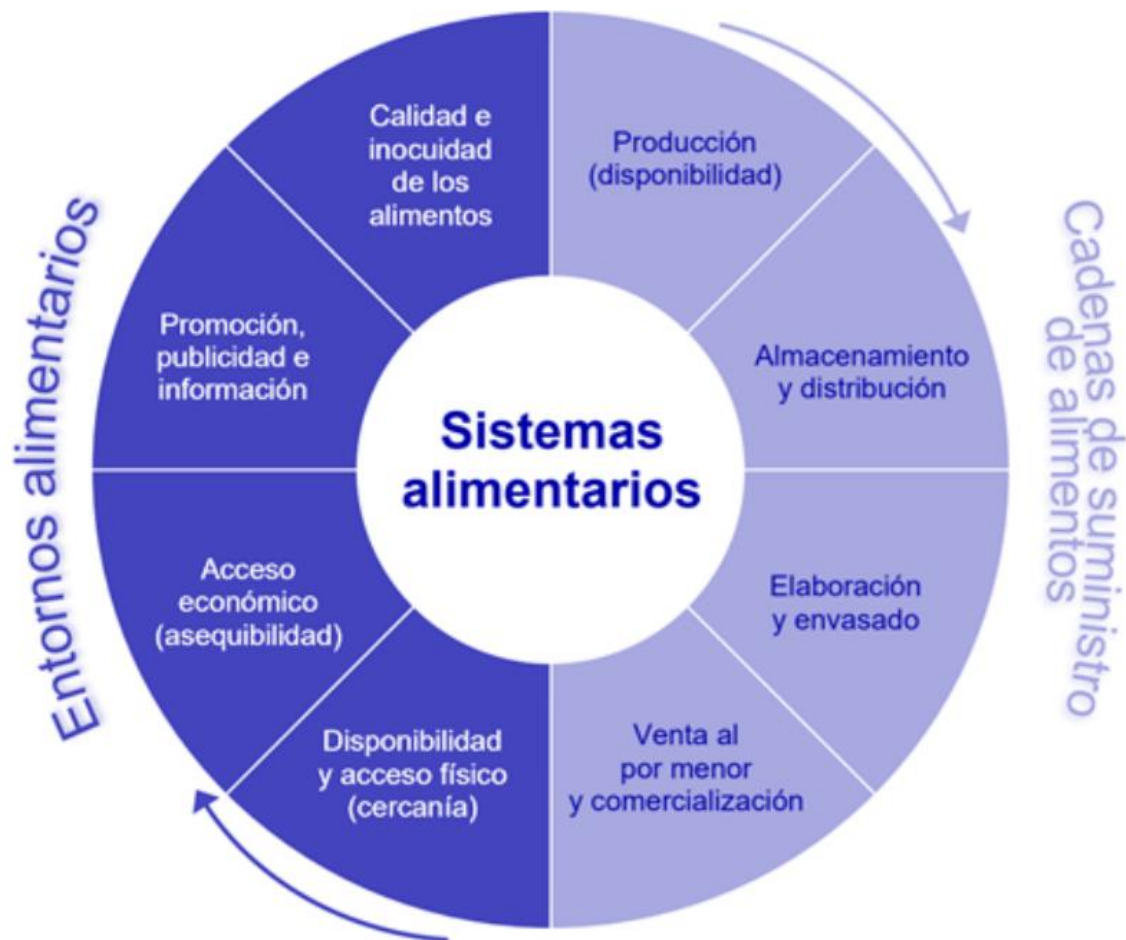 Sistemas
alimentarios
Producción
(disponibilidad)
Almacenamiento
y distribución
Elaboración
y envasado
Venta al
por menor
y comercialización
Disponibilidad
y acceso físico
(cercanía)
Acceso
económico
(asequibilidad)
Promoción,
publicidad e
información
Calidad e
inocuidad
de los
alimentos
Entornos alimentarios
Cadenas de suministro
de alimentos